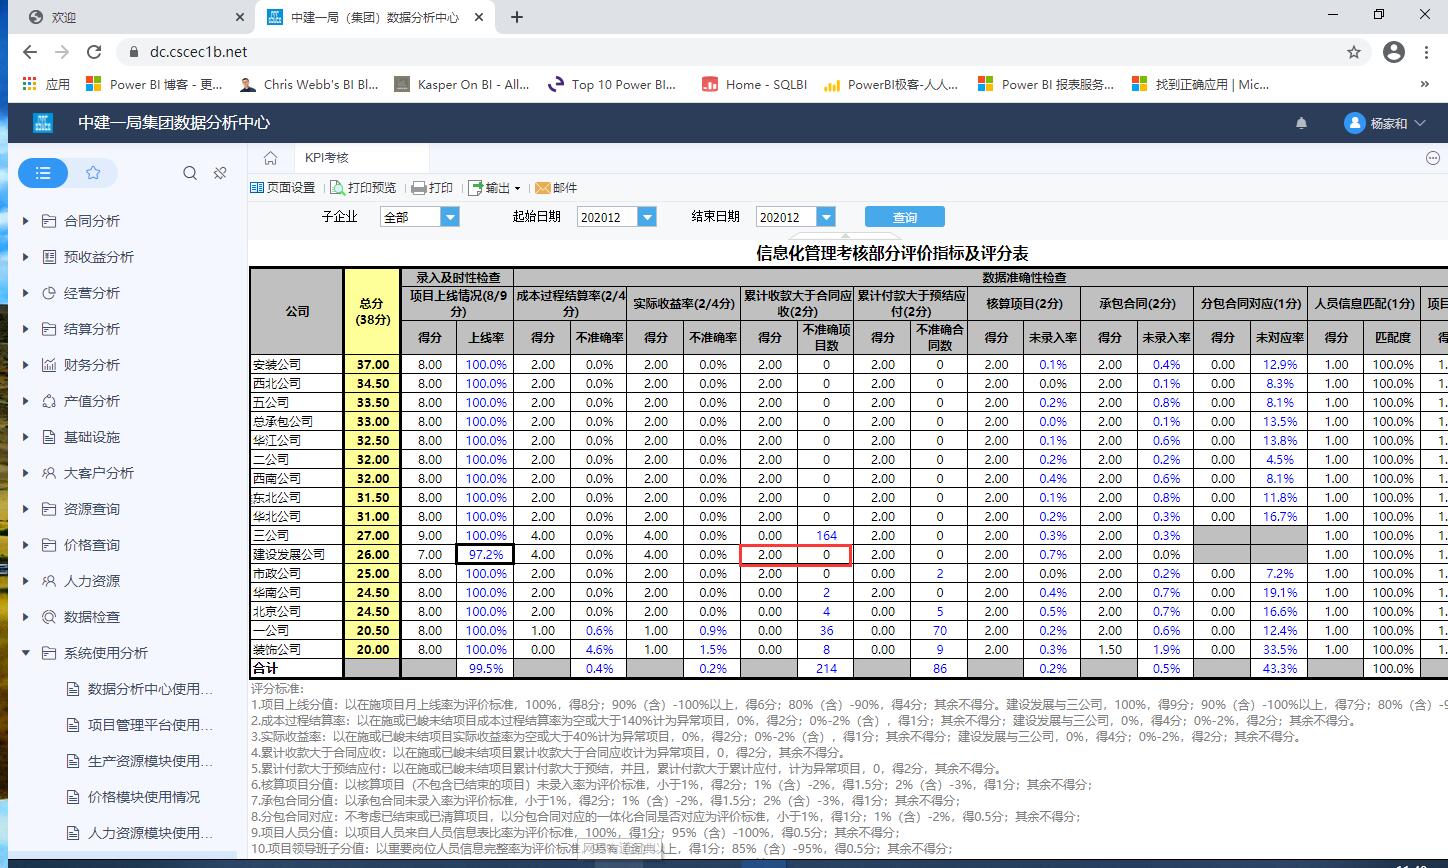 欢迎
中建一局（集团）数据分析中心
dc.cscec1b.net
应用 Power BI 博客 - 更... Chris Webb's BI Bl... Kasper On BI - All... Top 10 Power BI... Home - SQLBI PowerBI极客-人人... Power BI 报表服务... 找到正确应用 | Mic...
中建一局集团数据分析中心 杨家和
KPI考核
页面设置 打印预览 打印 输出 邮件
子企业 全部 起始日期 202012 结束日期 202012 查询
合同分析
预收益分析
经营分析
结算分析
财务分析
产值分析
基础设施
大客户分析
资源查询
价格查询
人力资源
数据检查
系统使用分析
数据分析中心使用...
项目管理平台使用...
生产资源模块使用...
价格模块使用情况
人力资源模块使用...
信息化管理考核部分评价指标及评分表
公司 总分(38分) 录入及时性检查 数据准确性检查
项目上线情况(8/9分) 成本过程结算率(2/4分) 实际收益率(2/4分) 累计收款大于合同应收(2分) 累计付款大于预结应付(2分) 核算项目(2分) 承包合同(2分) 分包合同对应(1分) 人员信息匹配(1分) 项目
得分 上线率 得分 不准确率 得分 不准确率 得分 不准确项目数 得分 不准确合同数 得分 未录入率 得分 未录入率 得分 未对应率 得分 匹配度 得
安装公司 37.00 8.00 100.0% 2.00 0.0% 2.00 0.0% 2.00 0 2.00 0 2.00 0.1% 2.00 0.4% 0.00 12.9% 1.00 100.0% 1.
西北公司 34.50 8.00 100.0% 2.00 0.0% 2.00 0.0% 2.00 0 2.00 0 2.00 0.0% 2.00 0.1% 0.00 8.3% 1.00 100.0% 1.
五公司 33.50 8.00 100.0% 2.00 0.0% 2.00 0.0% 2.00 0 2.00 0 2.00 0.2% 2.00 0.8% 0.00 8.1% 1.00 100.0% 1.
总承包公司 33.00 8.00 100.0% 2.00 0.0% 2.00 0.0% 2.00 0 2.00 0 2.00 0.0% 2.00 0.1% 0.00 13.5% 1.00 100.0% 1.
华江公司 32.50 8.00 100.0% 2.00 0.0% 2.00 0.0% 2.00 0 2.00 0 2.00 0.1% 2.00 0.6% 0.00 13.8% 1.00 100.0% 1.
二公司 32.00 8.00 100.0% 2.00 0.0% 2.00 0.0% 2.00 0 2.00 0 2.00 0.2% 2.00 0.2% 0.00 4.5% 1.00 100.0% 1.
西南公司 32.00 8.00 100.0% 2.00 0.0% 2.00 0.0% 2.00 0 2.00 0 2.00 0.4% 2.00 0.6% 0.00 8.1% 1.00 100.0% 1.
东北公司 31.50 8.00 100.0% 2.00 0.0% 2.00 0.0% 2.00 0 2.00 0 2.00 0.1% 2.00 0.8% 0.00 11.8% 1.00 100.0% 1.
华北公司 31.00 8.00 100.0% 2.00 0.0% 2.00 0.0% 2.00 0 2.00 0 2.00 0.2% 2.00 0.3% 0.00 16.7% 1.00 100.0% 1.
三公司 27.00 9.00 100.0% 4.00 0.0% 4.00 0.0% 0.00 164 2.00 0 2.00 0.3% 2.00 0.3% 1.00 100.0% 1.
建设发展公司 26.00 7.00 97.2% 4.00 0.0% 4.00 0.0% 2.00 0 2.00 0 2.00 0.7% 2.00 0.0% 1.00 100.0% 1.
市政公司 25.00 8.00 100.0% 2.00 0.0% 2.00 0.0% 2.00 0 0.00 2 2.00 0.0% 2.00 0.2% 0.00 7.2% 1.00 100.0% 1.
华南公司 24.50 8.00 100.0% 2.00 0.0% 2.00 0.0% 0.00 2 2.00 0 2.00 0.4% 2.00 0.7% 0.00 19.1% 1.00 100.0% 1.
北京公司 24.50 8.00 100.0% 2.00 0.0% 2.00 0.0% 0.00 4 0.00 5 2.00 0.5% 2.00 0.7% 0.00 16.6% 1.00 100.0% 1.
一公司 20.50 8.00 100.0% 1.00 0.6% 1.00 0.9% 0.00 36 0.00 70 2.00 0.2% 2.00 0.6% 0.00 12.4% 1.00 100.0% 1.
装饰公司 20.00 8.00 100.0% 0.00 4.6% 1.00 1.5% 0.00 8 0.00 9 2.00 0.3% 1.50 1.9% 0.00 33.5% 1.00 100.0% 1.
合计 99.5% 0.4% 0.2% 214 86 0.2% 0.5% 43.3% 100.0%
评分标准：
1.项目上线分值：以在施项目月上线率为评价标准，100%，得8分；90%（含）-100%以上，得6分；80%（含）-90%，得4分；其余不得分。建设发展与三公司，100%，得9分；90%（含）-100%以上，得7分；80%（含）-9
2.成本过程结算率：以在施或已峻未结项目成本过程结算率为空或大于140%计为异常项目，0%，得2分；0%-2%（含），得1分；其余不得分；建设发展与三公司，0%，得4分；0%-2%，得2分；其余不得分。
3.实际收益率：以在施或已峻未结项目实际收益率为空或大于40%计为异常项目，0%，得2分；0%-2%（含），得1分；其余不得分；建设发展与三公司，0%，得4分；0%-2%，得2分；其余不得分。
4.累计收款大于合同应收：以在施或已峻未结项目累计收款大于合同应收计为异常项目，0，得2分，其余不得分。
5.累计付款大于预结应付：以在施或已峻未结项目累计付款大于预结，并且，累计付款大于累计应付，计为异常项目，0，得2分，其余不得分。
6.核算项目分值：以核算项目（不包含已结束的项目）未录入率为评价标准，小于1%，得2分；1%（含）-2%，得1.5分；2%（含）-3%，得1分；其余不得分；
7.承包合同分值：以承包合同未录入率为评价标准，小于1%，得2分；1%（含）-2%，得1.5分；2%（含）-3%，得1分；其余不得分；
8.分包合同对应：不考虑已结束或已清算项目，以分包合同对应的一体化合同是否对应为评价标准，小于1%，得1分；1%（含）-2%，得0.5分；其余不得分；
9.项目人员分值：以项目人员来自人员信息表比率为评价标准，100%，得1分；95%（含）-100%，得0.5分；其余不得分；
10.项目领导班子分值：以重要岗位人员信息完整率为评价标准，95%（含）以上，得1分；85%（含）-95%，得0.5分；其余不得分；